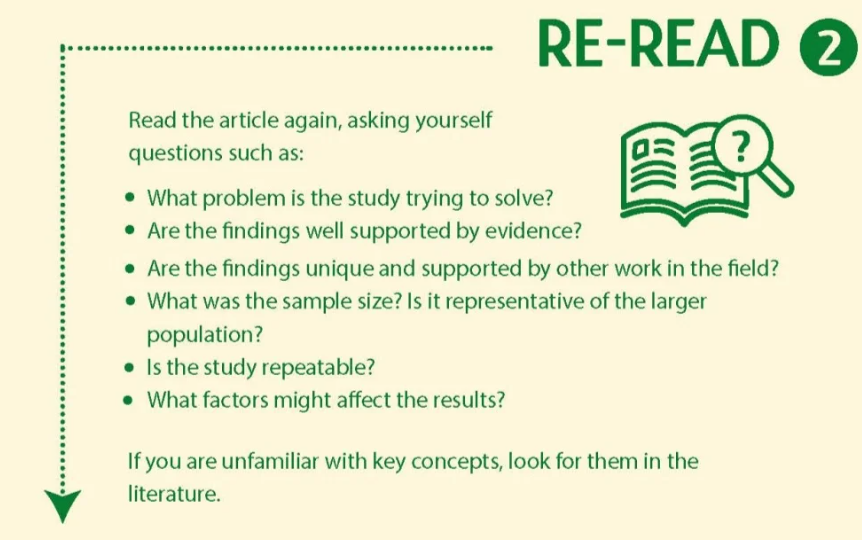 RE-READ 2
Read the article again, asking yourself
questions such as:
• What problem is the study trying to solve?
• Are the findings well supported by evidence?
• Are the findings unique and supported by other work in the field?
• What was the sample size? Is it representative of the larger
population?
• Is the study repeatable?
• What factors might affect the results?
If you are unfamiliar with key concepts, look for them in the
literature.
?